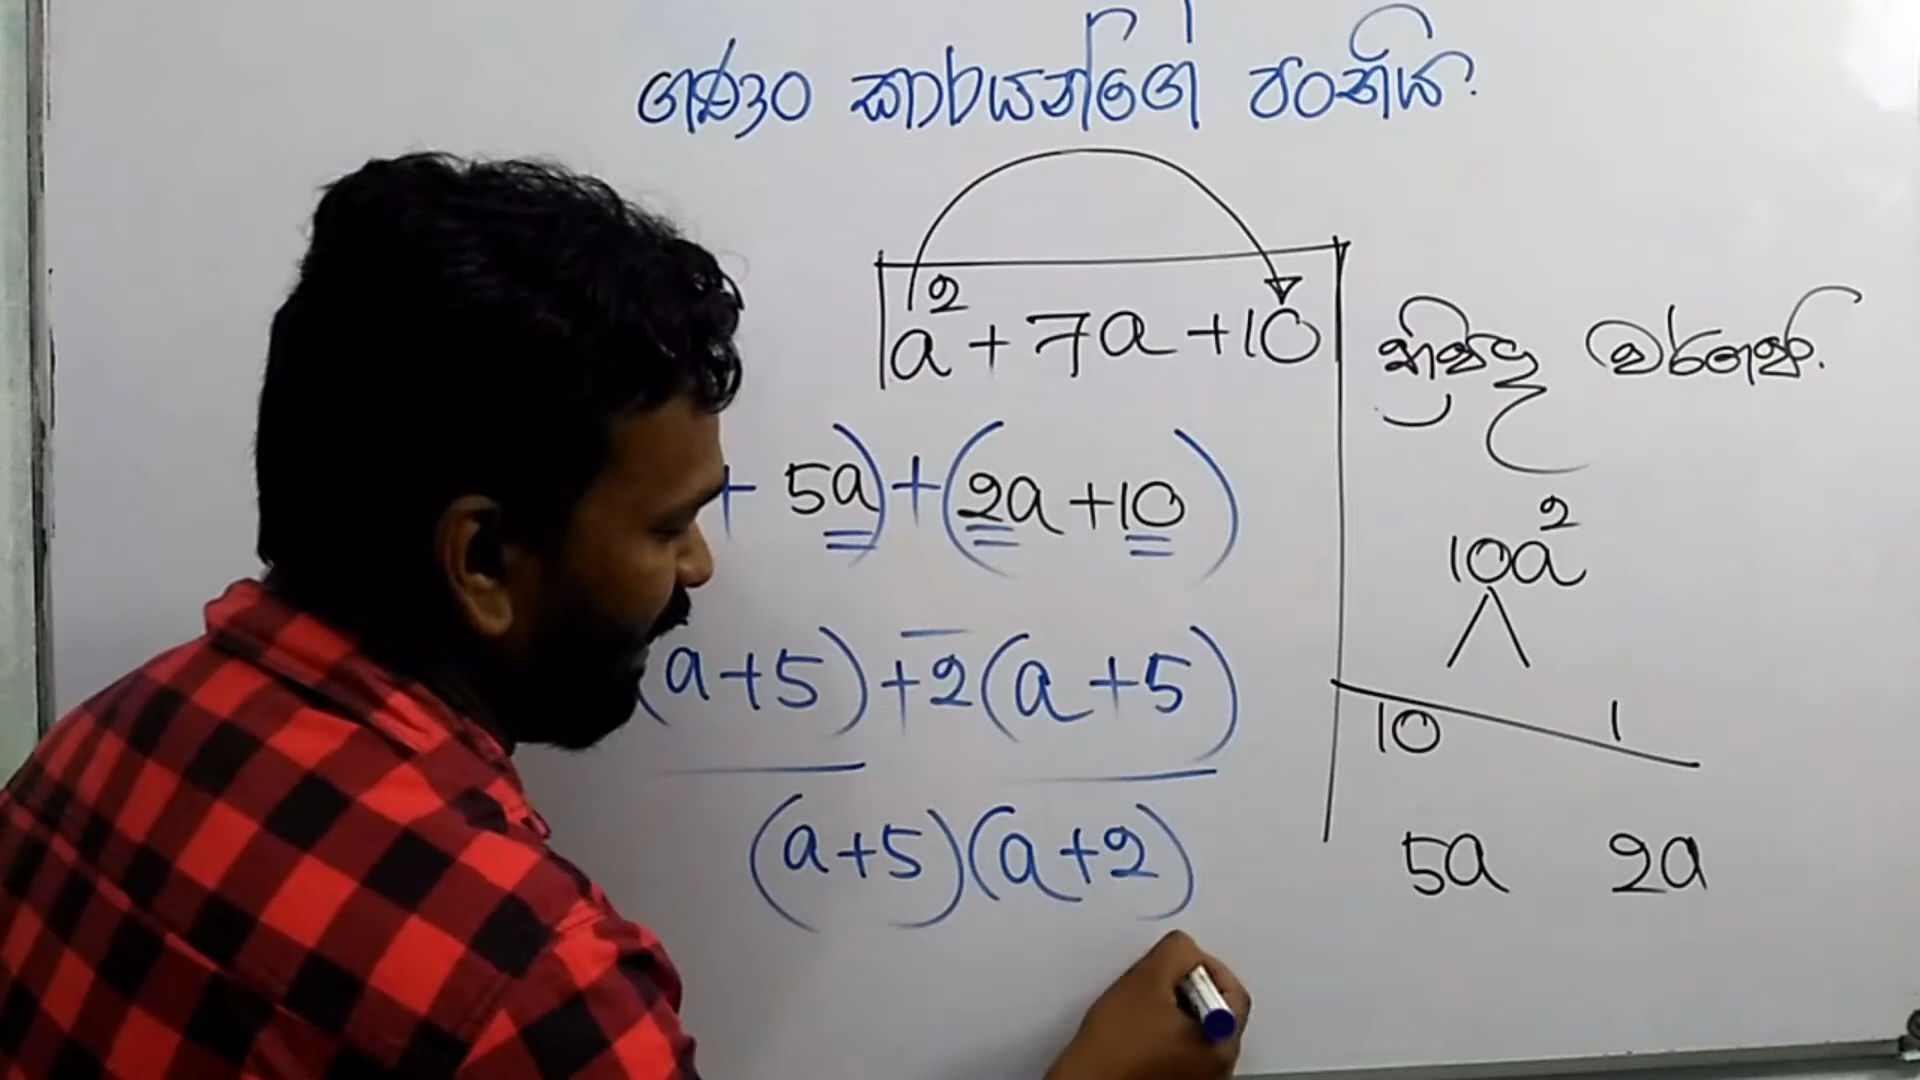 ගණිතං කාරයන්ගේ පංතිය.
a² + 7a + 10
ත්‍රිපද වර්ගජ.
+ 5a) + (2a + 10)
10a²
(a + 5) + 2(a + 5)
10 1
(a + 5)(a + 2)
5a 2a